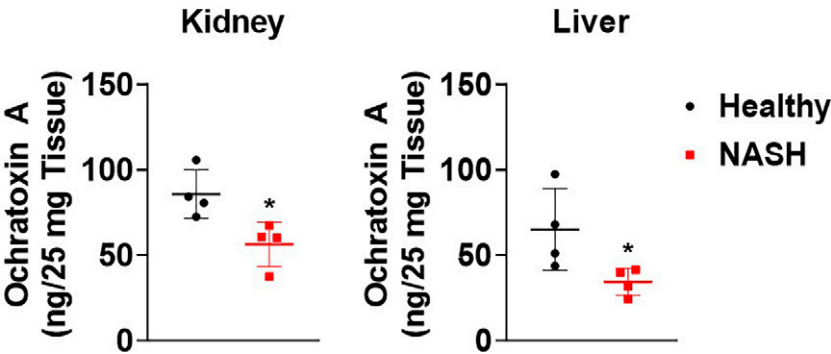 Kidney
Ochratoxin A
(ng/25 mg Tissue)
150
100
50
0
*
Liver
Ochratoxin A
(ng/25 mg Tissue)
150
100
50
0
*
Healthy
NASH